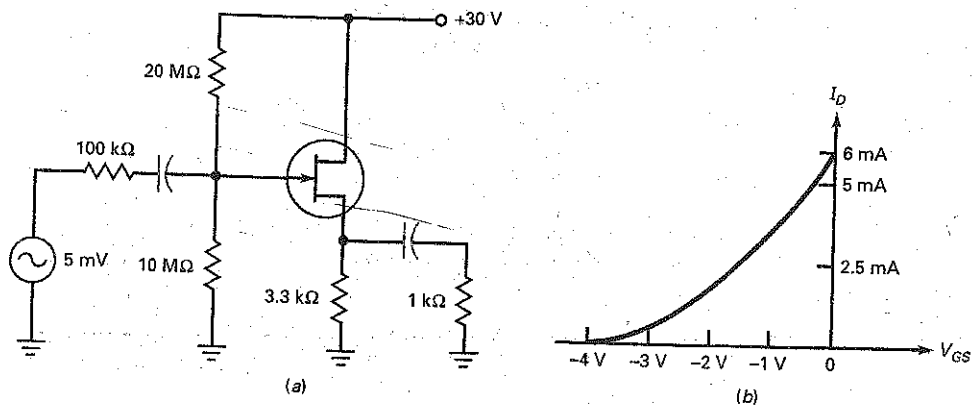 +30 V
20 MΩ
100 kΩ
5 mV
10 MΩ
3.3 kΩ
1 kΩ
(a)
I_D
6 mA
5 mA
2.5 mA
–4 V –3 V –2 V –1 V 0
V_GS
(b)